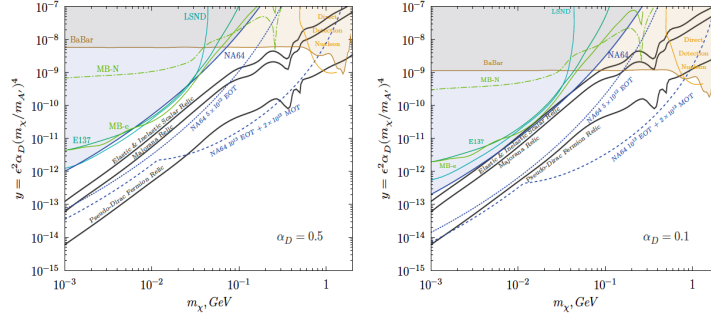 10⁻⁷
10⁻⁸
10⁻⁹
10⁻¹⁰
10⁻¹¹
10⁻¹²
10⁻¹³
10⁻¹⁴
10⁻¹⁵
y = ϵ²α_D(m_χ/m_A')⁴
LSND
BaBar
MB-N
NA64
Direct
Detection
Nucleon
E137
MB-e
Elastic & Inelastic Scalar Relic
Majorana Relic
Pseudo-Dirac Fermion Relic
NA64 5 × 10¹² EOT
NA64 10¹³ EOT + 2 × 10¹³ MOT
α_D = 0.5
10⁻³ 10⁻² 10⁻¹ 1
m_χ, GeV
10⁻⁷
10⁻⁸
10⁻⁹
10⁻¹⁰
10⁻¹¹
10⁻¹²
10⁻¹³
10⁻¹⁴
10⁻¹⁵
y = ϵ²α_D(m_χ/m_A')⁴
LSND
BaBar
MB-N
NA64
Direct
Detection
Nucleon
E137
MB-e
Elastic & Inelastic Scalar Relic
Majorana Relic
Pseudo-Dirac Fermion Relic
NA64 5 × 10¹² EOT
NA64 10¹³ EOT + 2 × 10¹³ MOT
α_D = 0.1
10⁻³ 10⁻² 10⁻¹ 1
m_χ, GeV